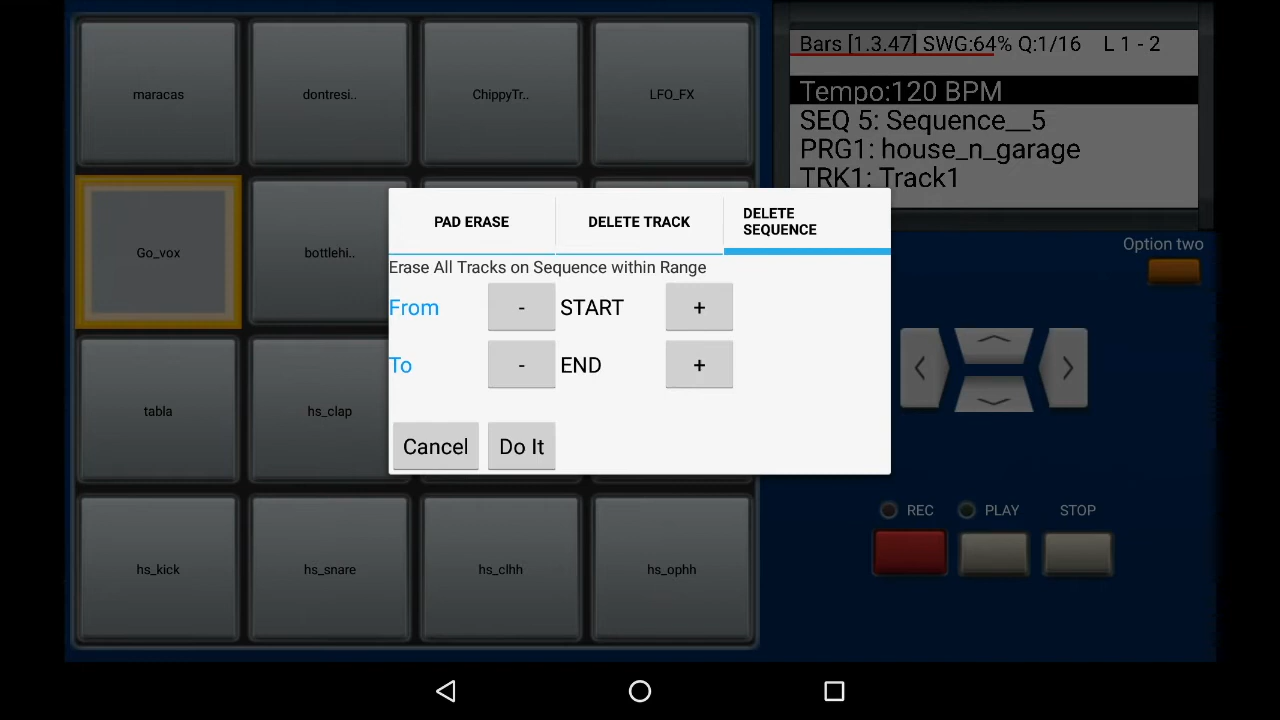 maracas
dontresi..
ChippyTr..
LFO_FX
Bars [1.3.47] SWG:64% Q:1/16 L 1 - 2
Tempo:120 BPM
SEQ 5: Sequence__5
PRG1: house_n_garage
TRK1: Track1
Go_vox
bottlehi..
PAD ERASE
DELETE TRACK
DELETE
SEQUENCE
Erase All Tracks on Sequence within Range
From - START +
To - END +
Cancel
Do It
Option two
tabla
hs_clap
REC
PLAY
STOP
hs_kick
hs_snare
hs_clhh
hs_ophh